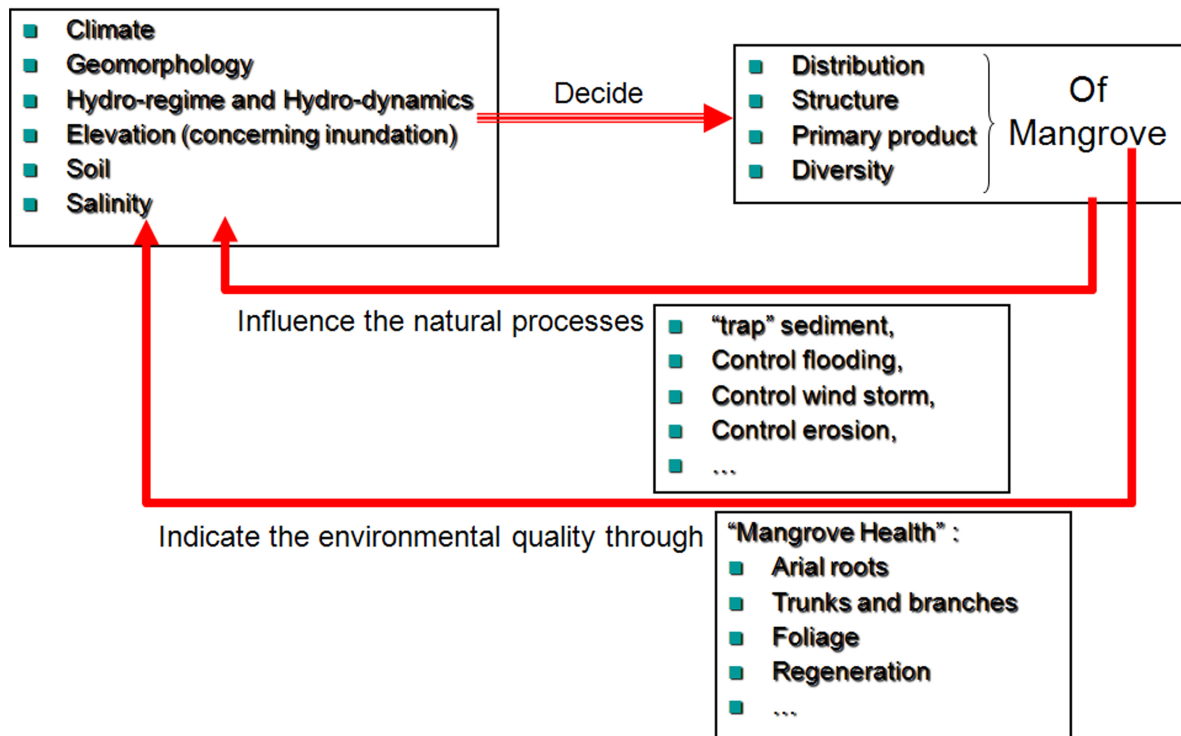 Climate
Geomorphology
Hydro-regime and Hydro-dynamics
Elevation (concerning inundation)
Soil
Salinity
Decide
Distribution
Structure
Primary product
Diversity
Of
Mangrove
Influence the natural processes
“trap” sediment,
Control flooding,
Control wind storm,
Control erosion,
…
Indicate the environmental quality through
“Mangrove Health” :
Arial roots
Trunks and branches
Foliage
Regeneration
…